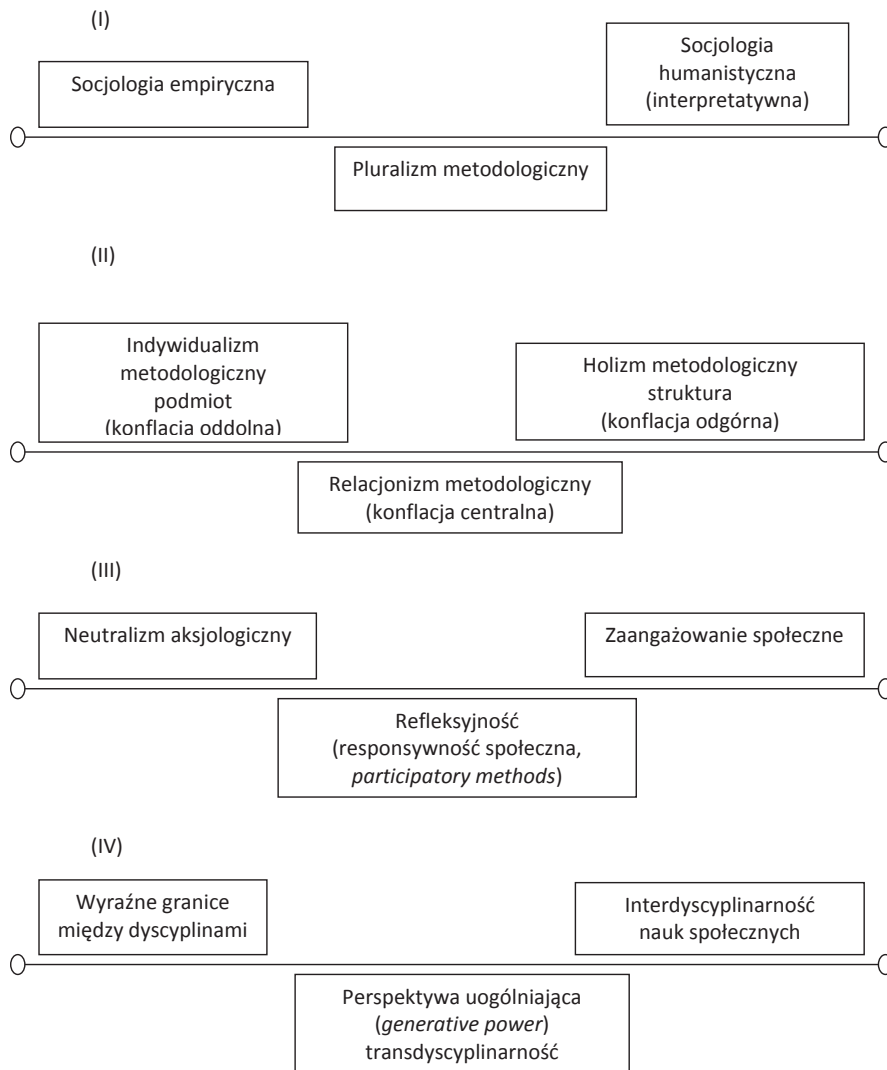 (I)
Socjologia empiryczna
Socjologia
humanistyczna
(interpretatywna)
Pluralizm metodologiczny
(II)
Indywidualizm
metodologiczny
podmiot
(konflacja oddolna)
Holizm metodologiczny
struktura
(konflacja odgórna)
Relacjonizm metodologiczny
(konflacja centralna)
(III)
Neutralizm aksjologiczny
Zaangażowanie społeczne
Refleksyjność
(responsywność społeczna,
participatory methods)
(IV)
Wyraźne granice
między dyscyplinami
Interdyscyplinarność
nauk społecznych
Perspektywa uogólniająca
(generative power)
transdyscyplinarność